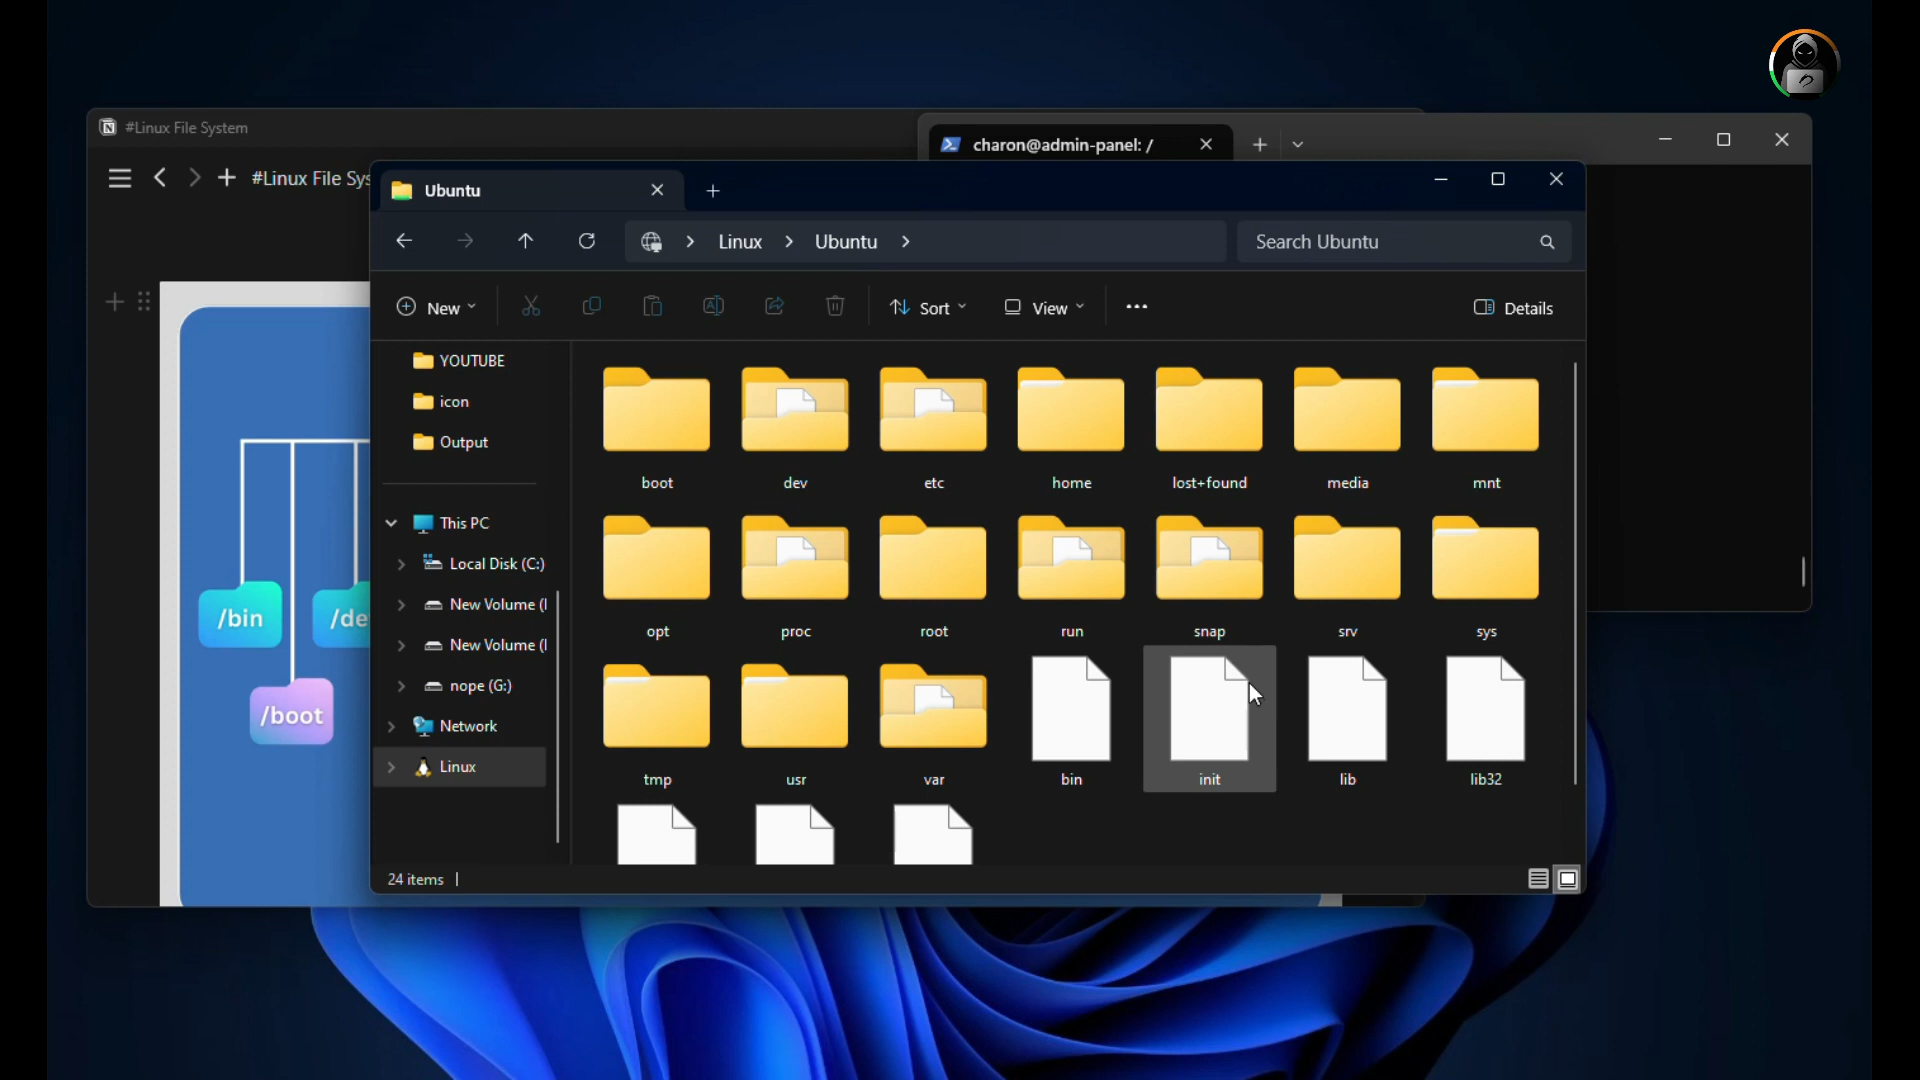 #Linux File System
charon@admin-panel: /
#Linux File Sys
Ubuntu
Linux
Ubuntu
Search Ubuntu
New
Sort
View
Details
YOUTUBE
icon
Output
This PC
Local Disk (C:)
New Volume (
New Volume (
nope (G:)
Network
Linux
boot
dev
etc
home
lost+found
media
mnt
opt
proc
root
run
snap
srv
sys
tmp
usr
var
bin
init
lib
lib32
/bin
/de
/boot
24 items